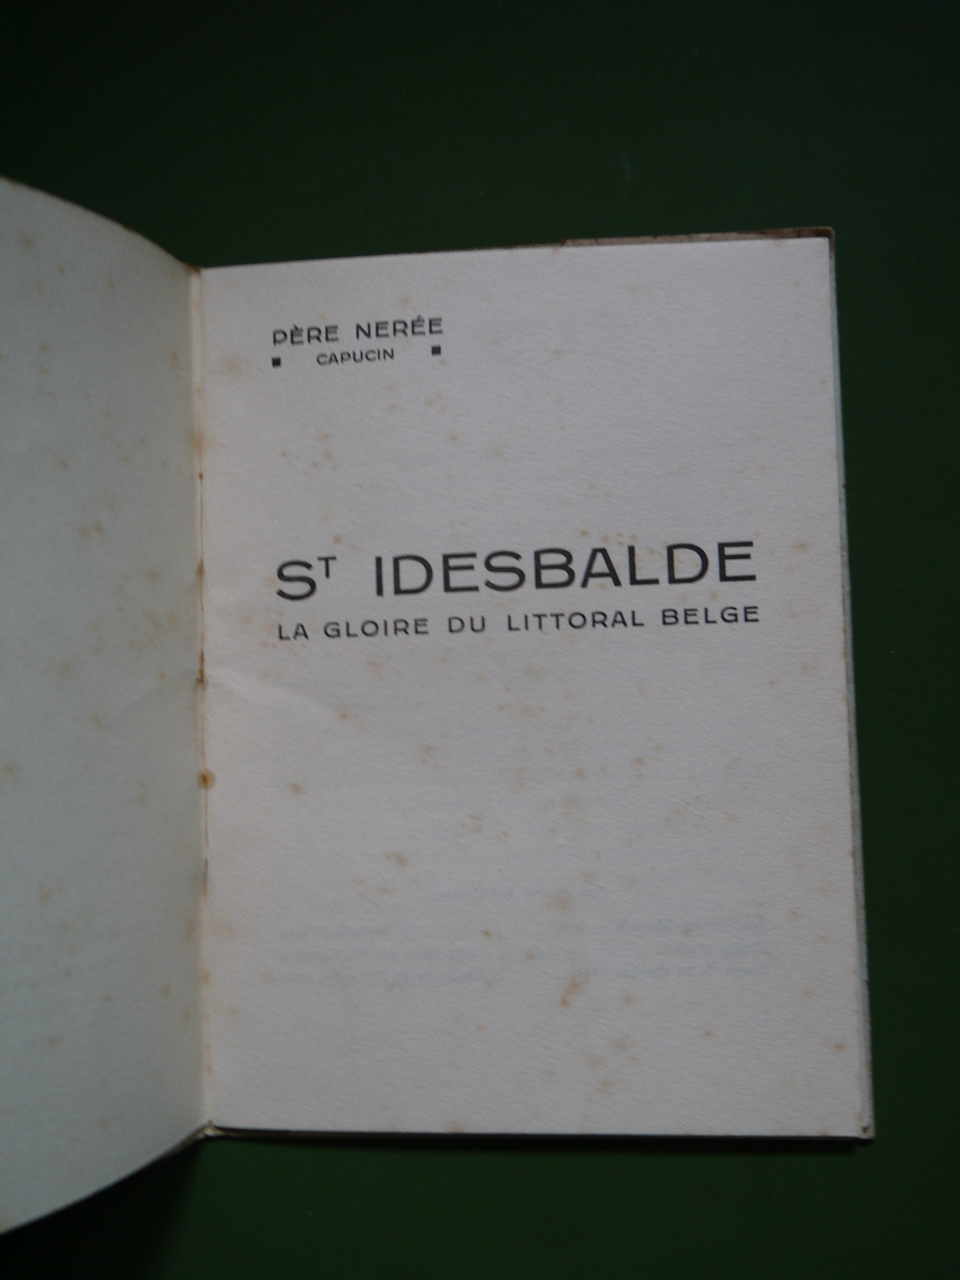 PÈRE NERÉE
CAPUCIN
ST IDESBALDE
LA GLOIRE DU LITTORAL BELGE